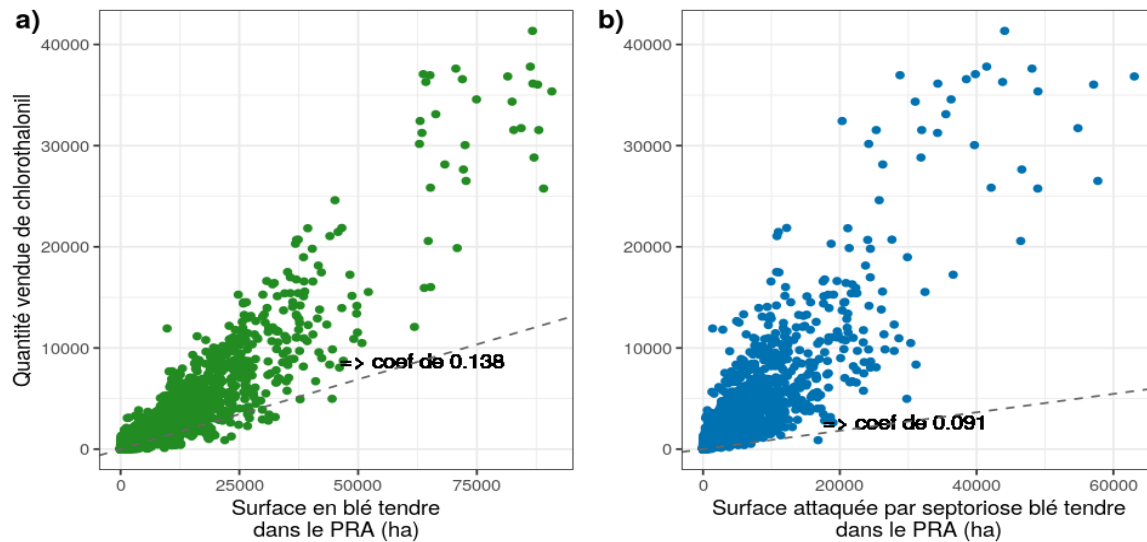 a)
Quantité vendue de chlorothalonil
40000
30000
20000
10000
0
=> coef de 0.138
0
25000
50000
75000
Surface en blé tendre
dans le PRA (ha)
b)
40000
30000
20000
10000
0
=> coef de 0.091
0
20000
40000
60000
Surface attaquée par septoriose blé tendre
dans le PRA (ha)